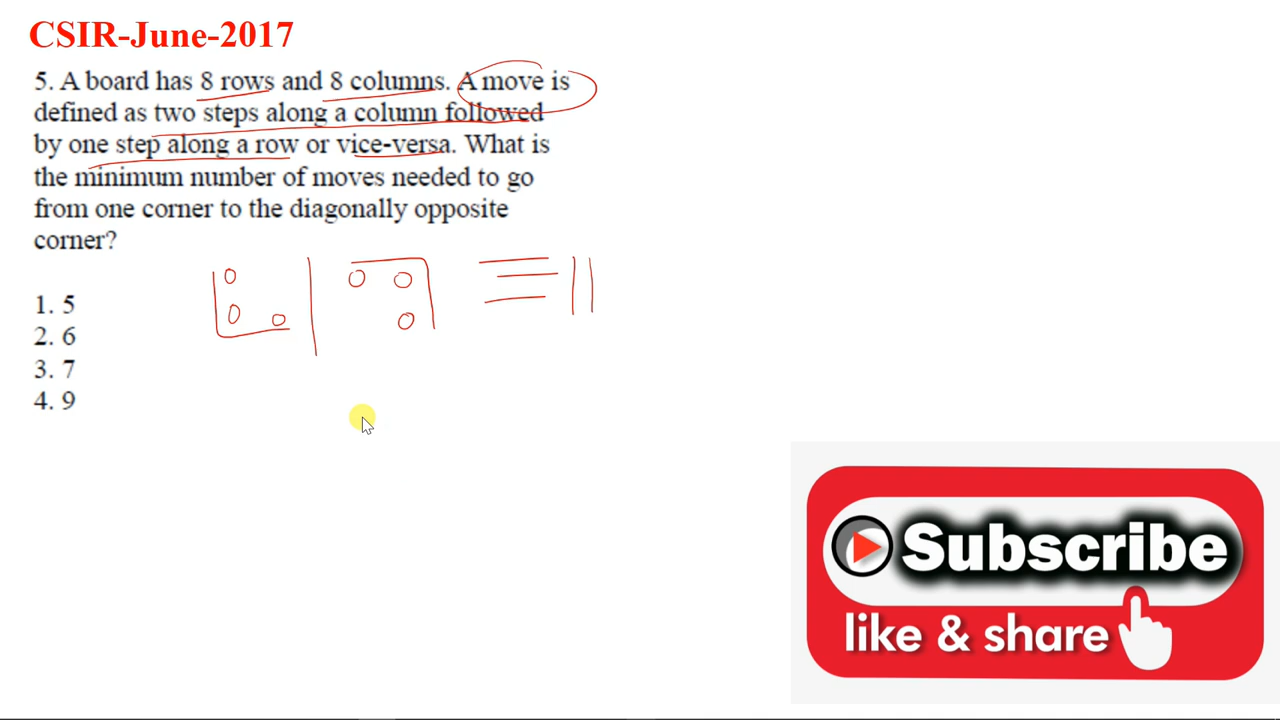 CSIR-June-2017
5. A board has 8 rows and 8 columns. A move is
defined as two steps along a column followed
by one step along a row or vice-versa. What is
the minimum number of moves needed to go
from one corner to the diagonally opposite
corner?
1. 5
2. 6
3. 7
4. 9
Subscribe
like & share